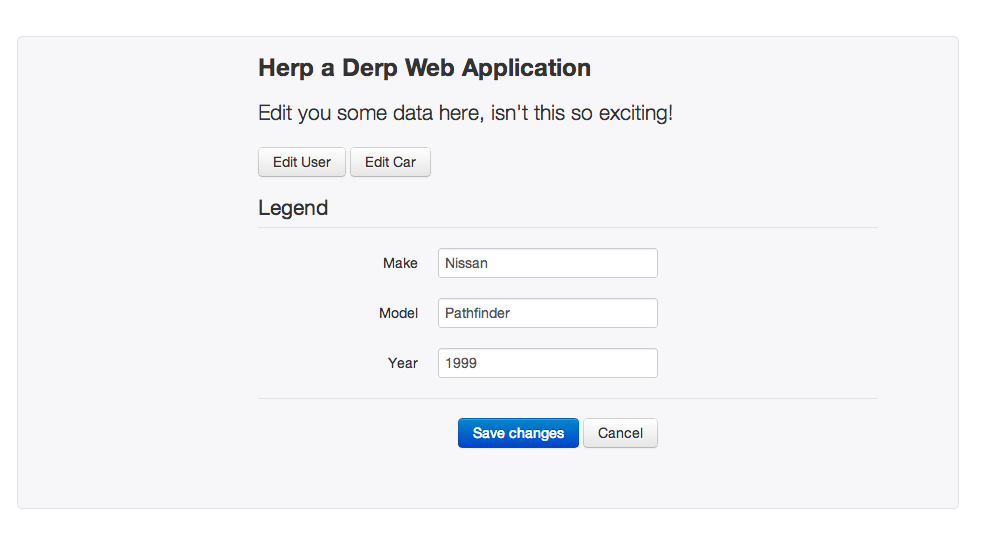 Herp a Derp Web Application
Edit you some data here, isn't this so exciting!
Edit User Edit Car
Legend
Make Nissan
Model Pathfinder
Year 1999
Save changes Cancel